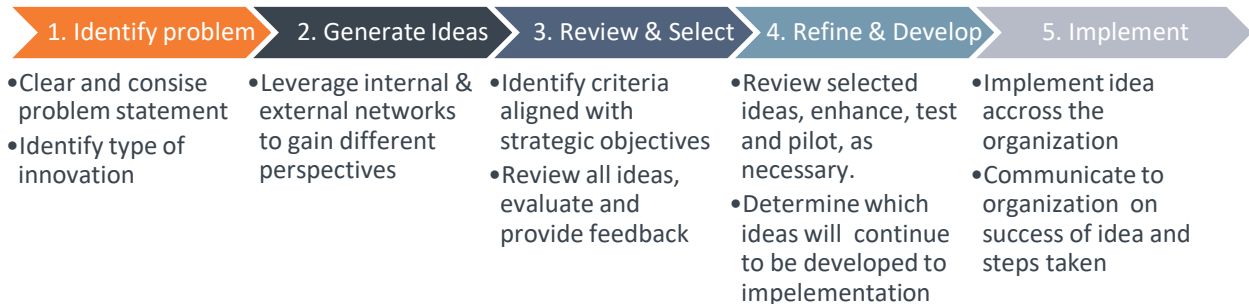 1. Identify problem
2. Generate Ideas
3. Review & Select
4. Refine & Develop
5. Implement
•Clear and consise
problem statement
•Identify type of
innovation
•Leverage internal &
external networks
to gain different
perspectives
•Identify criteria
aligned with
strategic objectives
•Review all ideas,
evaluate and
provide feedback
•Review selected
ideas, enhance, test
and pilot, as
necessary.
•Determine which
ideas will  continue
to be developed to
impelementation
•Implement idea
accross the
organization
•Communicate to
organization  on
success of idea and
steps taken